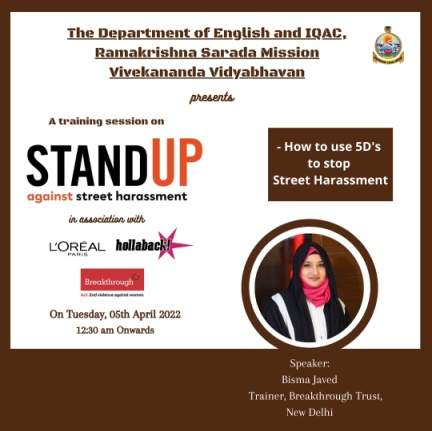 The Department of English and IQAC,
Ramakrishna Sarada Mission
Vivekananda Vidyabhavan
presents
A training session on
STANDUP
against street harassment
- How to use 5D's
to stop
Street Harassment
in association with
L'ORÉAL
PARIS
hollaback!
Breakthrough
Act. End violence against women.
On Tuesday, 05th April 2022
12:30 am Onwards
Speaker:
Bisma Javed
Trainer, Breakthrough Trust,
New Delhi